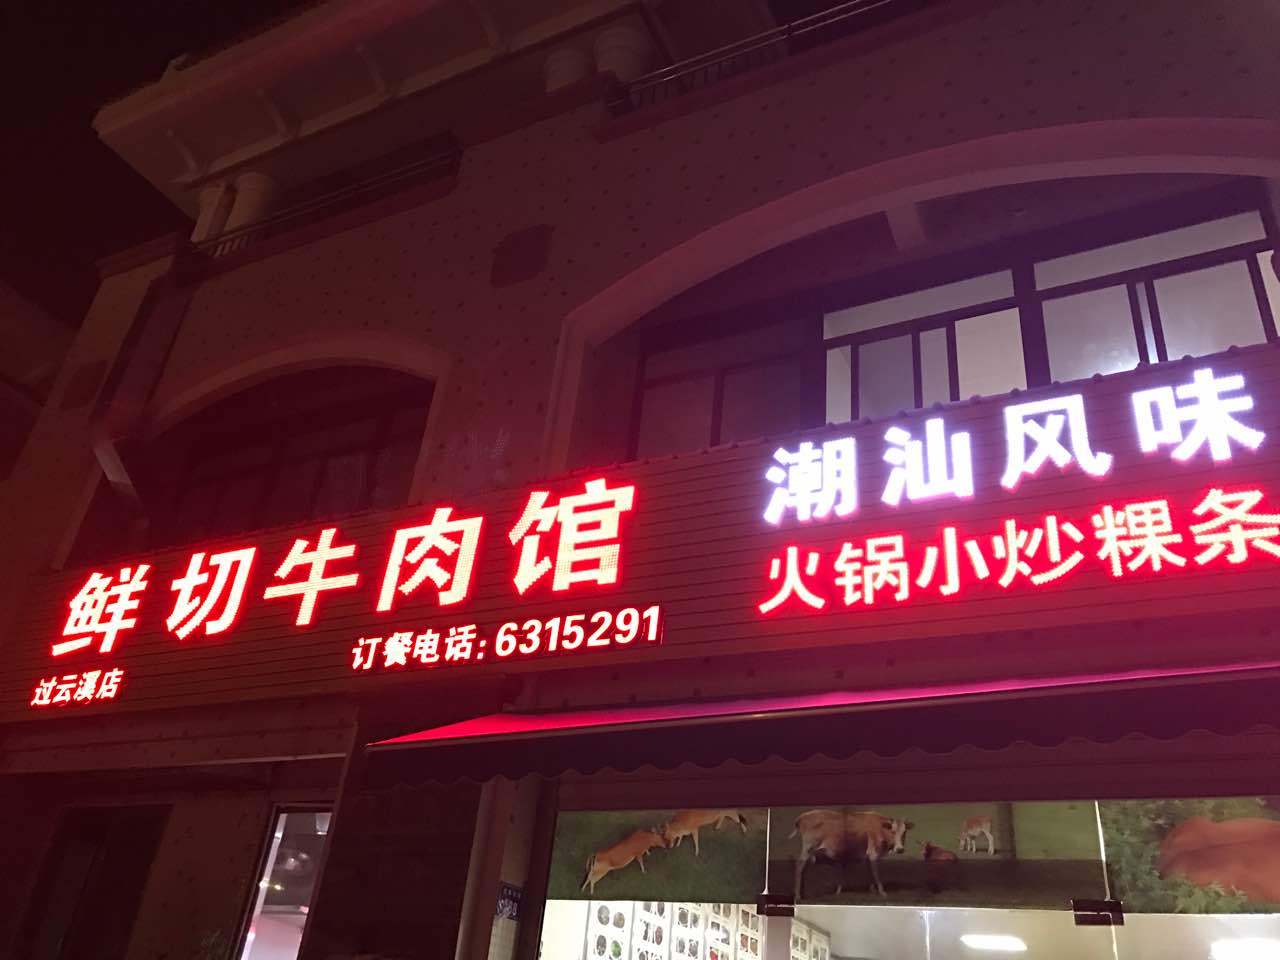 鲜切牛肉馆
过云溪店
订餐电话:6315291
潮汕风味
火锅小炒粿条